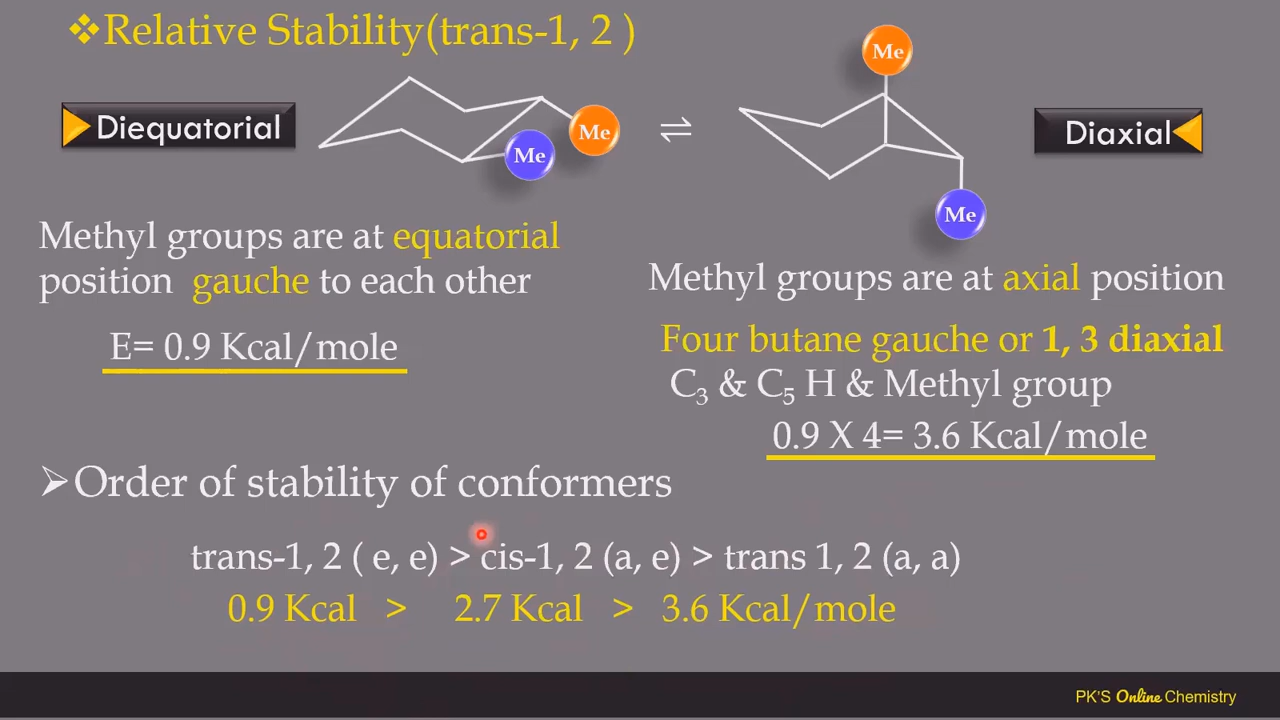 ❖Relative Stability(trans-1, 2 )
Diequatorial
Me
Me
⇌
Me
Me
Diaxial
Methyl groups are at equatorial
position gauche to each other
E= 0.9 Kcal/mole
Methyl groups are at axial position
Four butane gauche or 1, 3 diaxial
C₃ & C₅ H & Methyl group
0.9 X 4= 3.6 Kcal/mole
➢Order of stability of conformers
trans-1, 2 ( e, e) > cis-1, 2 (a, e) > trans 1, 2 (a, a)
0.9 Kcal > 2.7 Kcal > 3.6 Kcal/mole
PK'S Online Chemistry